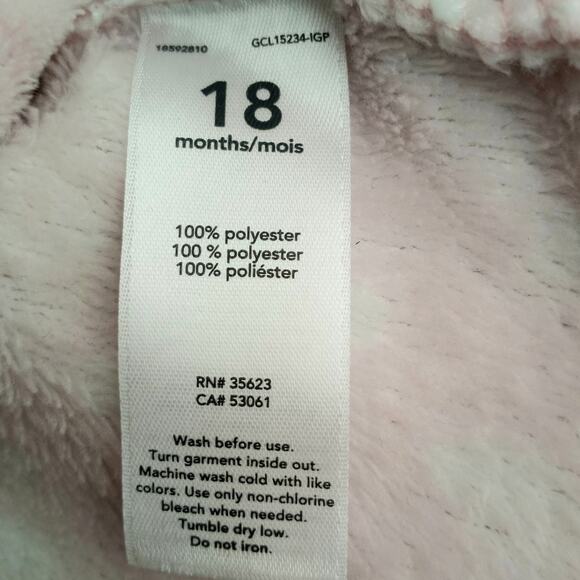 16592810
GCL15234-IGP
18
months/mois
100% polyester
100 % polyester
100% poliéster
RN# 35623
CA# 53061
Wash before use.
Turn garment inside out.
Machine wash cold with like
colors. Use only non-chlorine
bleach when needed.
Tumble dry low.
Do not iron.